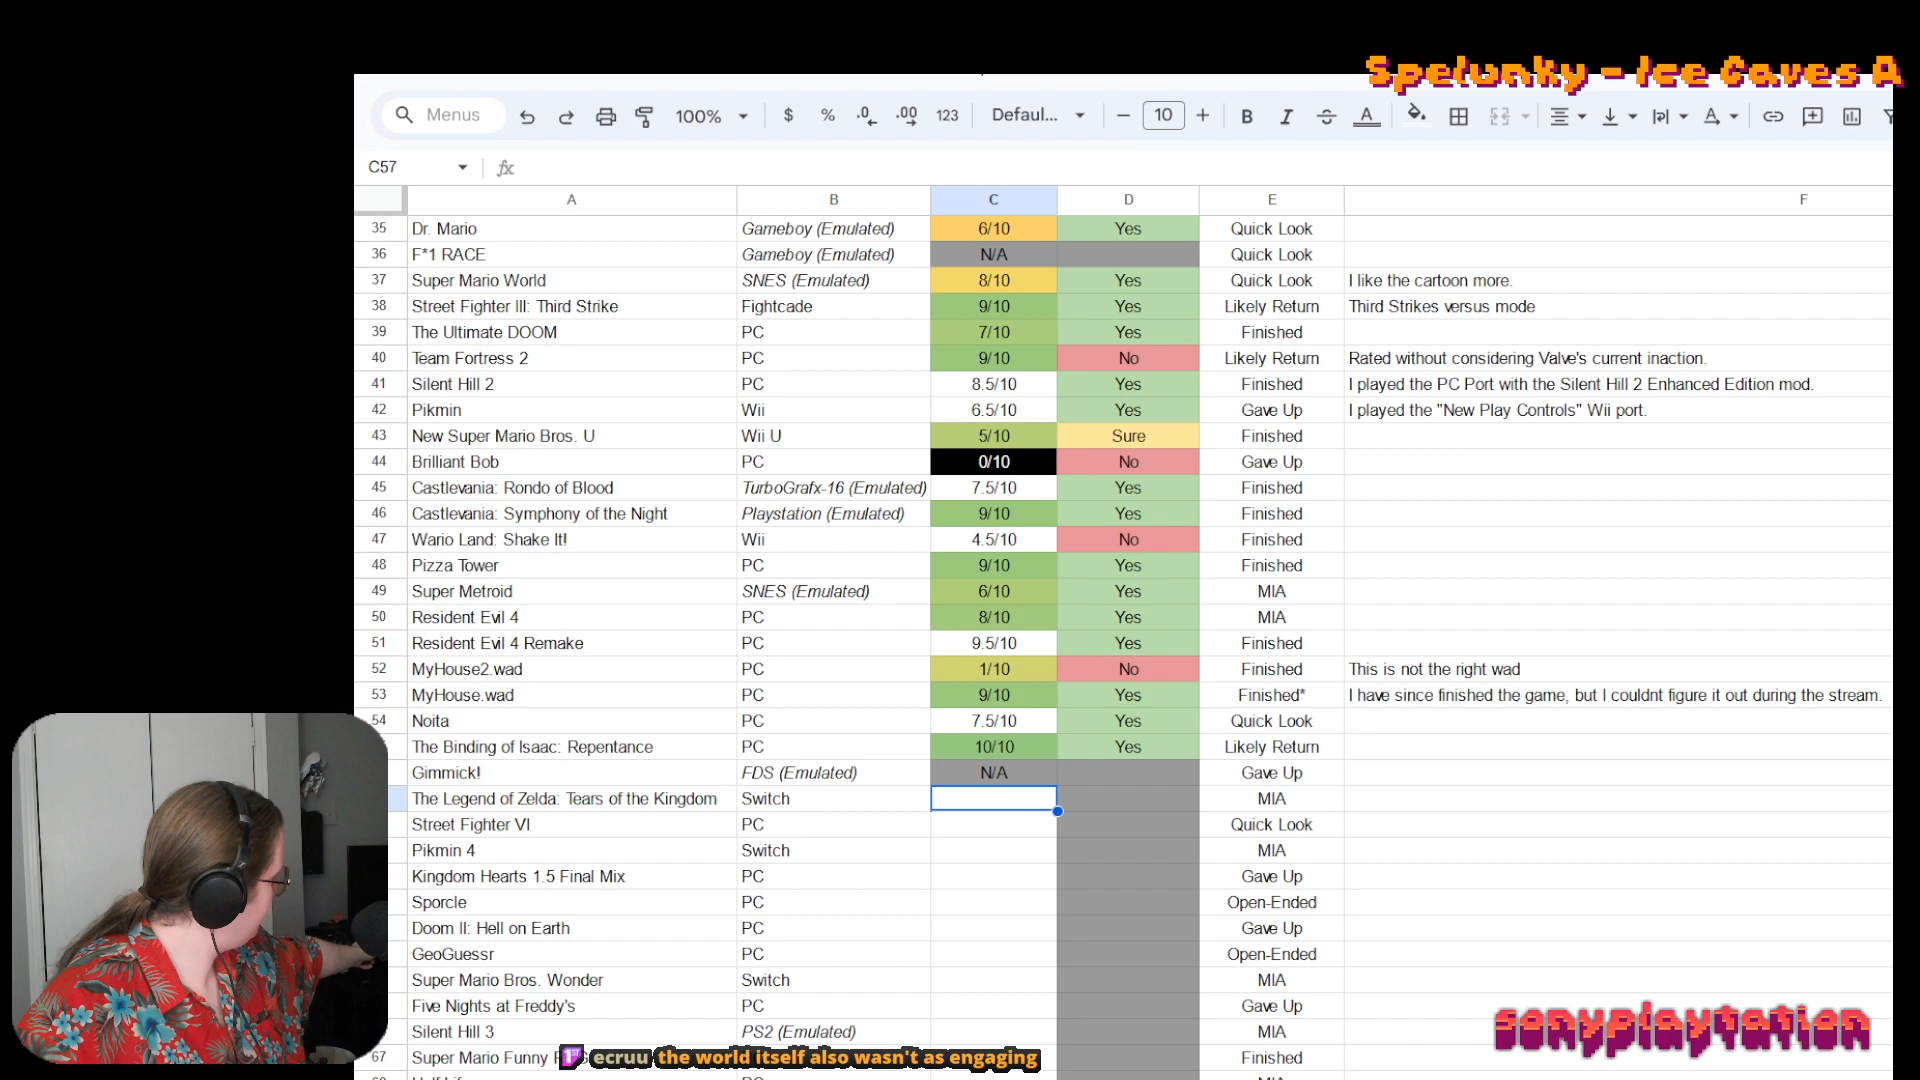 Spelunky - Ice Caves A
Menus 100% $ % .0 .00 123 Defaul... 10 B I A
C57 fx
A B C D E F
35 Dr. Mario Gameboy (Emulated) 6/10 Yes Quick Look
36 F*1 RACE Gameboy (Emulated) N/A Quick Look
37 Super Mario World SNES (Emulated) 8/10 Yes Quick Look I like the cartoon more.
38 Street Fighter III: Third Strike Fightcade 9/10 Yes Likely Return Third Strikes versus mode
39 The Ultimate DOOM PC 7/10 Yes Finished
40 Team Fortress 2 PC 9/10 No Likely Return Rated without considering Valve's current inaction.
41 Silent Hill 2 PC 8.5/10 Yes Finished I played the PC Port with the Silent Hill 2 Enhanced Edition mod.
42 Pikmin Wii 6.5/10 Yes Gave Up I played the "New Play Controls" Wii port.
43 New Super Mario Bros. U Wii U 5/10 Sure Finished
44 Brilliant Bob PC 0/10 No Gave Up
45 Castlevania: Rondo of Blood TurboGrafx-16 (Emulated) 7.5/10 Yes Finished
46 Castlevania: Symphony of the Night Playstation (Emulated) 9/10 Yes Finished
47 Wario Land: Shake It! Wii 4.5/10 No Finished
48 Pizza Tower PC 9/10 Yes Finished
49 Super Metroid SNES (Emulated) 6/10 Yes MIA
50 Resident Evil 4 PC 8/10 Yes MIA
51 Resident Evil 4 Remake PC 9.5/10 Yes Finished
52 MyHouse2.wad PC 1/10 No Finished This is not the right wad
53 MyHouse.wad PC 9/10 Yes Finished* I have since finished the game, but I couldnt figure it out during the stream.
54 Noita PC 7.5/10 Yes Quick Look
The Binding of Isaac: Repentance PC 10/10 Yes Likely Return
Gimmick! FDS (Emulated) N/A Gave Up
The Legend of Zelda: Tears of the Kingdom Switch MIA
Street Fighter VI PC Quick Look
Pikmin 4 Switch MIA
Kingdom Hearts 1.5 Final Mix PC Gave Up
Sporcle PC Open-Ended
Doom II: Hell on Earth PC Gave Up
GeoGuessr PC Open-Ended
Super Mario Bros. Wonder Switch MIA
Five Nights at Freddy's PC Gave Up
Silent Hill 3 PS2 (Emulated) MIA
67 Super Mario Funny Finished
1st ecruu the world itself also wasn't as engaging
sonyplaytation